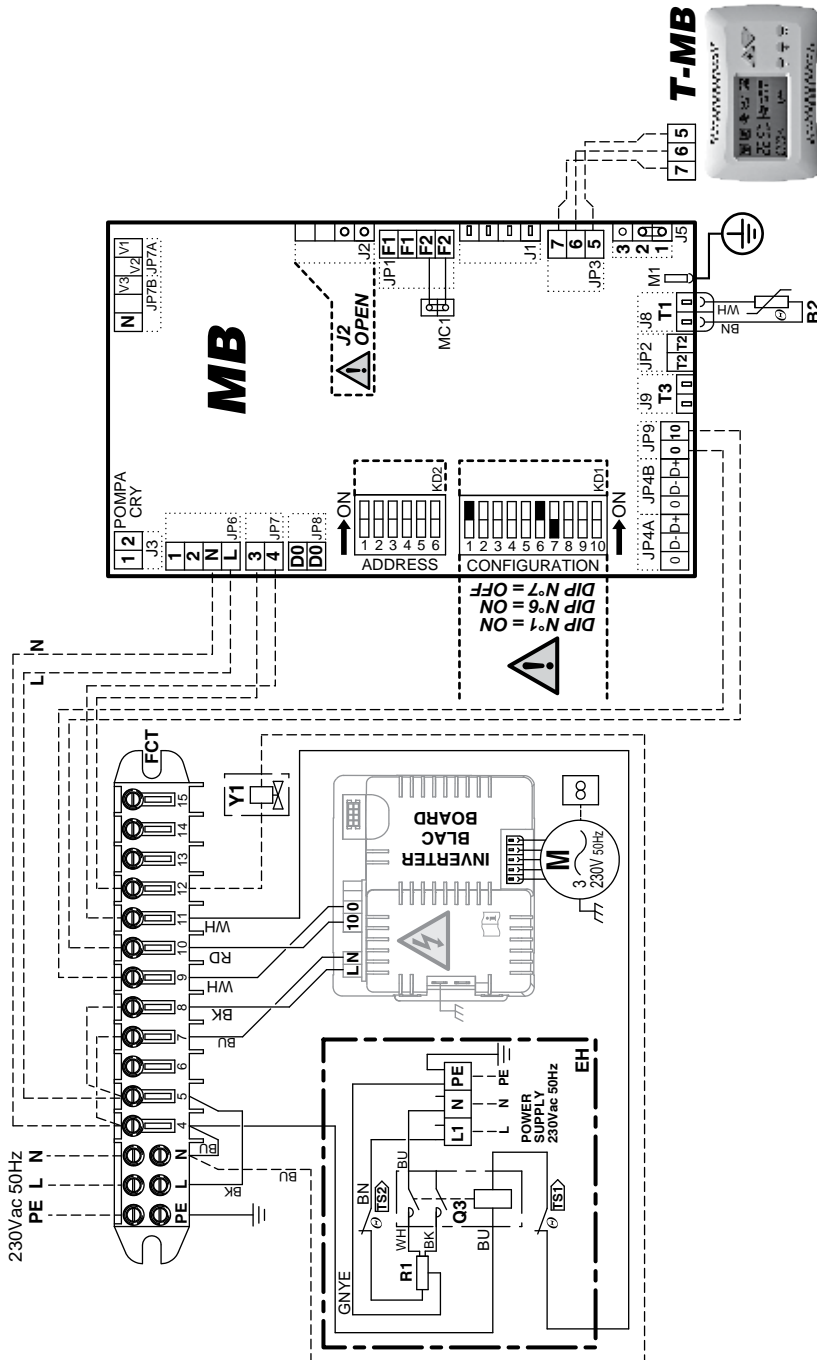 T-MB
7 6 5
N V3 V2 V1
JP7B JP7A
MB
J2
OPEN
J2
JP1
F1
F1
F2
F2
MC1
J1
7
6
5
JP3
3
2
1
J5
M1
POMPA
CRY
1 2
J3
1
2
N
L
JP6
3
4
JP7
D0
D0
JP8
ON
1
2
3
4
5
6
KD2
ADDRESS
1
2
3
4
5
6
7
8
9
10
KD1
ON
CONFIGURATION
DIP N°1 = ON
DIP N°6 = ON
DIP N°7 = OFF
JP4A
0 D- D+
JP4B
0 D- D+
JP9
0 10
J9
T3
JP2
T2 T2
J8
T1
WH
BN
B2
L
N
230Vac 50Hz
PE L N
PE L N 4 5 6 7 8 9 10 11 12 13 14 15
FCT
BK
BU
BU
BU
BK
WH
RD
WH
Y1
INVERTER
BLAC
BOARD
L N
10 0
M
3
230V 50Hz
EH
L1 N PE
L N PE
POWER
SUPPLY
230Vac 50Hz
GNYE
BN
TS2
BU
WH
BK
R1
Q3
BU
TS1